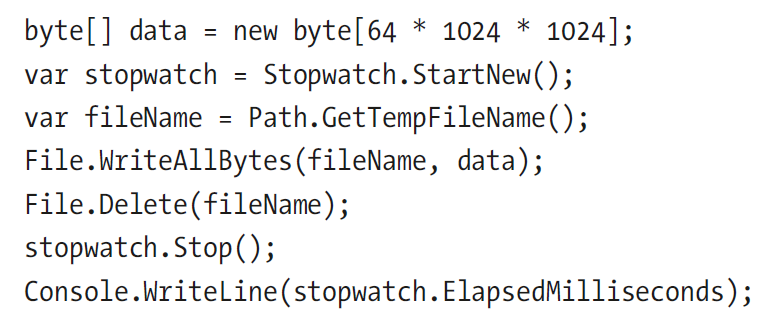 byte[] data = new byte[64 * 1024 * 1024];
var stopwatch = Stopwatch.StartNew();
var fileName = Path.GetTempFileName();
File.WriteAllBytes(fileName, data);
File.Delete(fileName);
stopwatch.Stop();
Console.WriteLine(stopwatch.ElapsedMilliseconds);